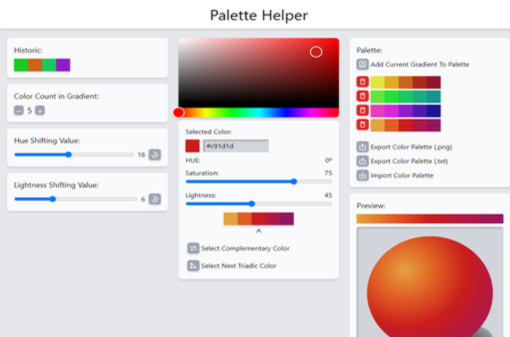 Palette Helper
Historic:
Color Count in Gradient:
5
Hue Shifting Value:
18
Lightness Shifting Value:
6
Selected Color:
#c91d1d
HUE:
0°
Saturation:
75
Lightness:
45
Select Complementary Color
Select Next Triadic Color
Palette:
Add Current Gradient To Palette
Export Color Palette (.png)
Export Color Palette (.txt)
Import Color Palette
Preview: